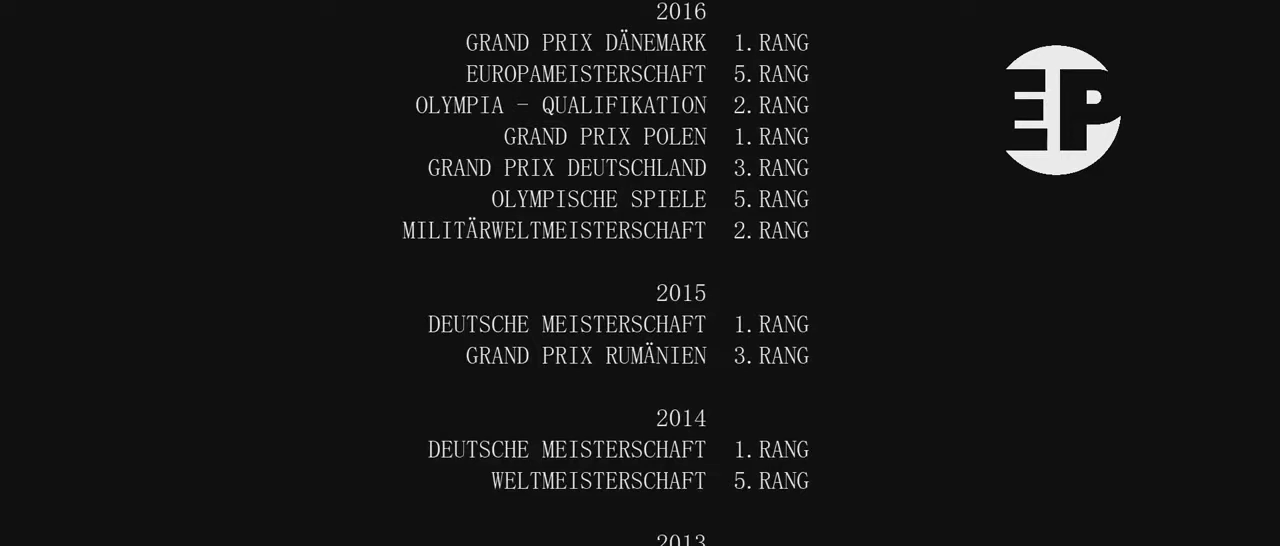 2016
GRAND PRIX DÄNEMARK 1.RANG
EUROPAMEISTERSCHAFT 5.RANG
OLYMPIA – QUALIFIKATION 2.RANG
GRAND PRIX POLEN 1.RANG
GRAND PRIX DEUTSCHLAND 3.RANG
OLYMPISCHE SPIELE 5.RANG
MILITÄRWELTMEISTERSCHAFT 2.RANG
2015
DEUTSCHE MEISTERSCHAFT 1.RANG
GRAND PRIX RUMÄNIEN 3.RANG
2014
DEUTSCHE MEISTERSCHAFT 1.RANG
WELTMEISTERSCHAFT 5.RANG
2013
EP